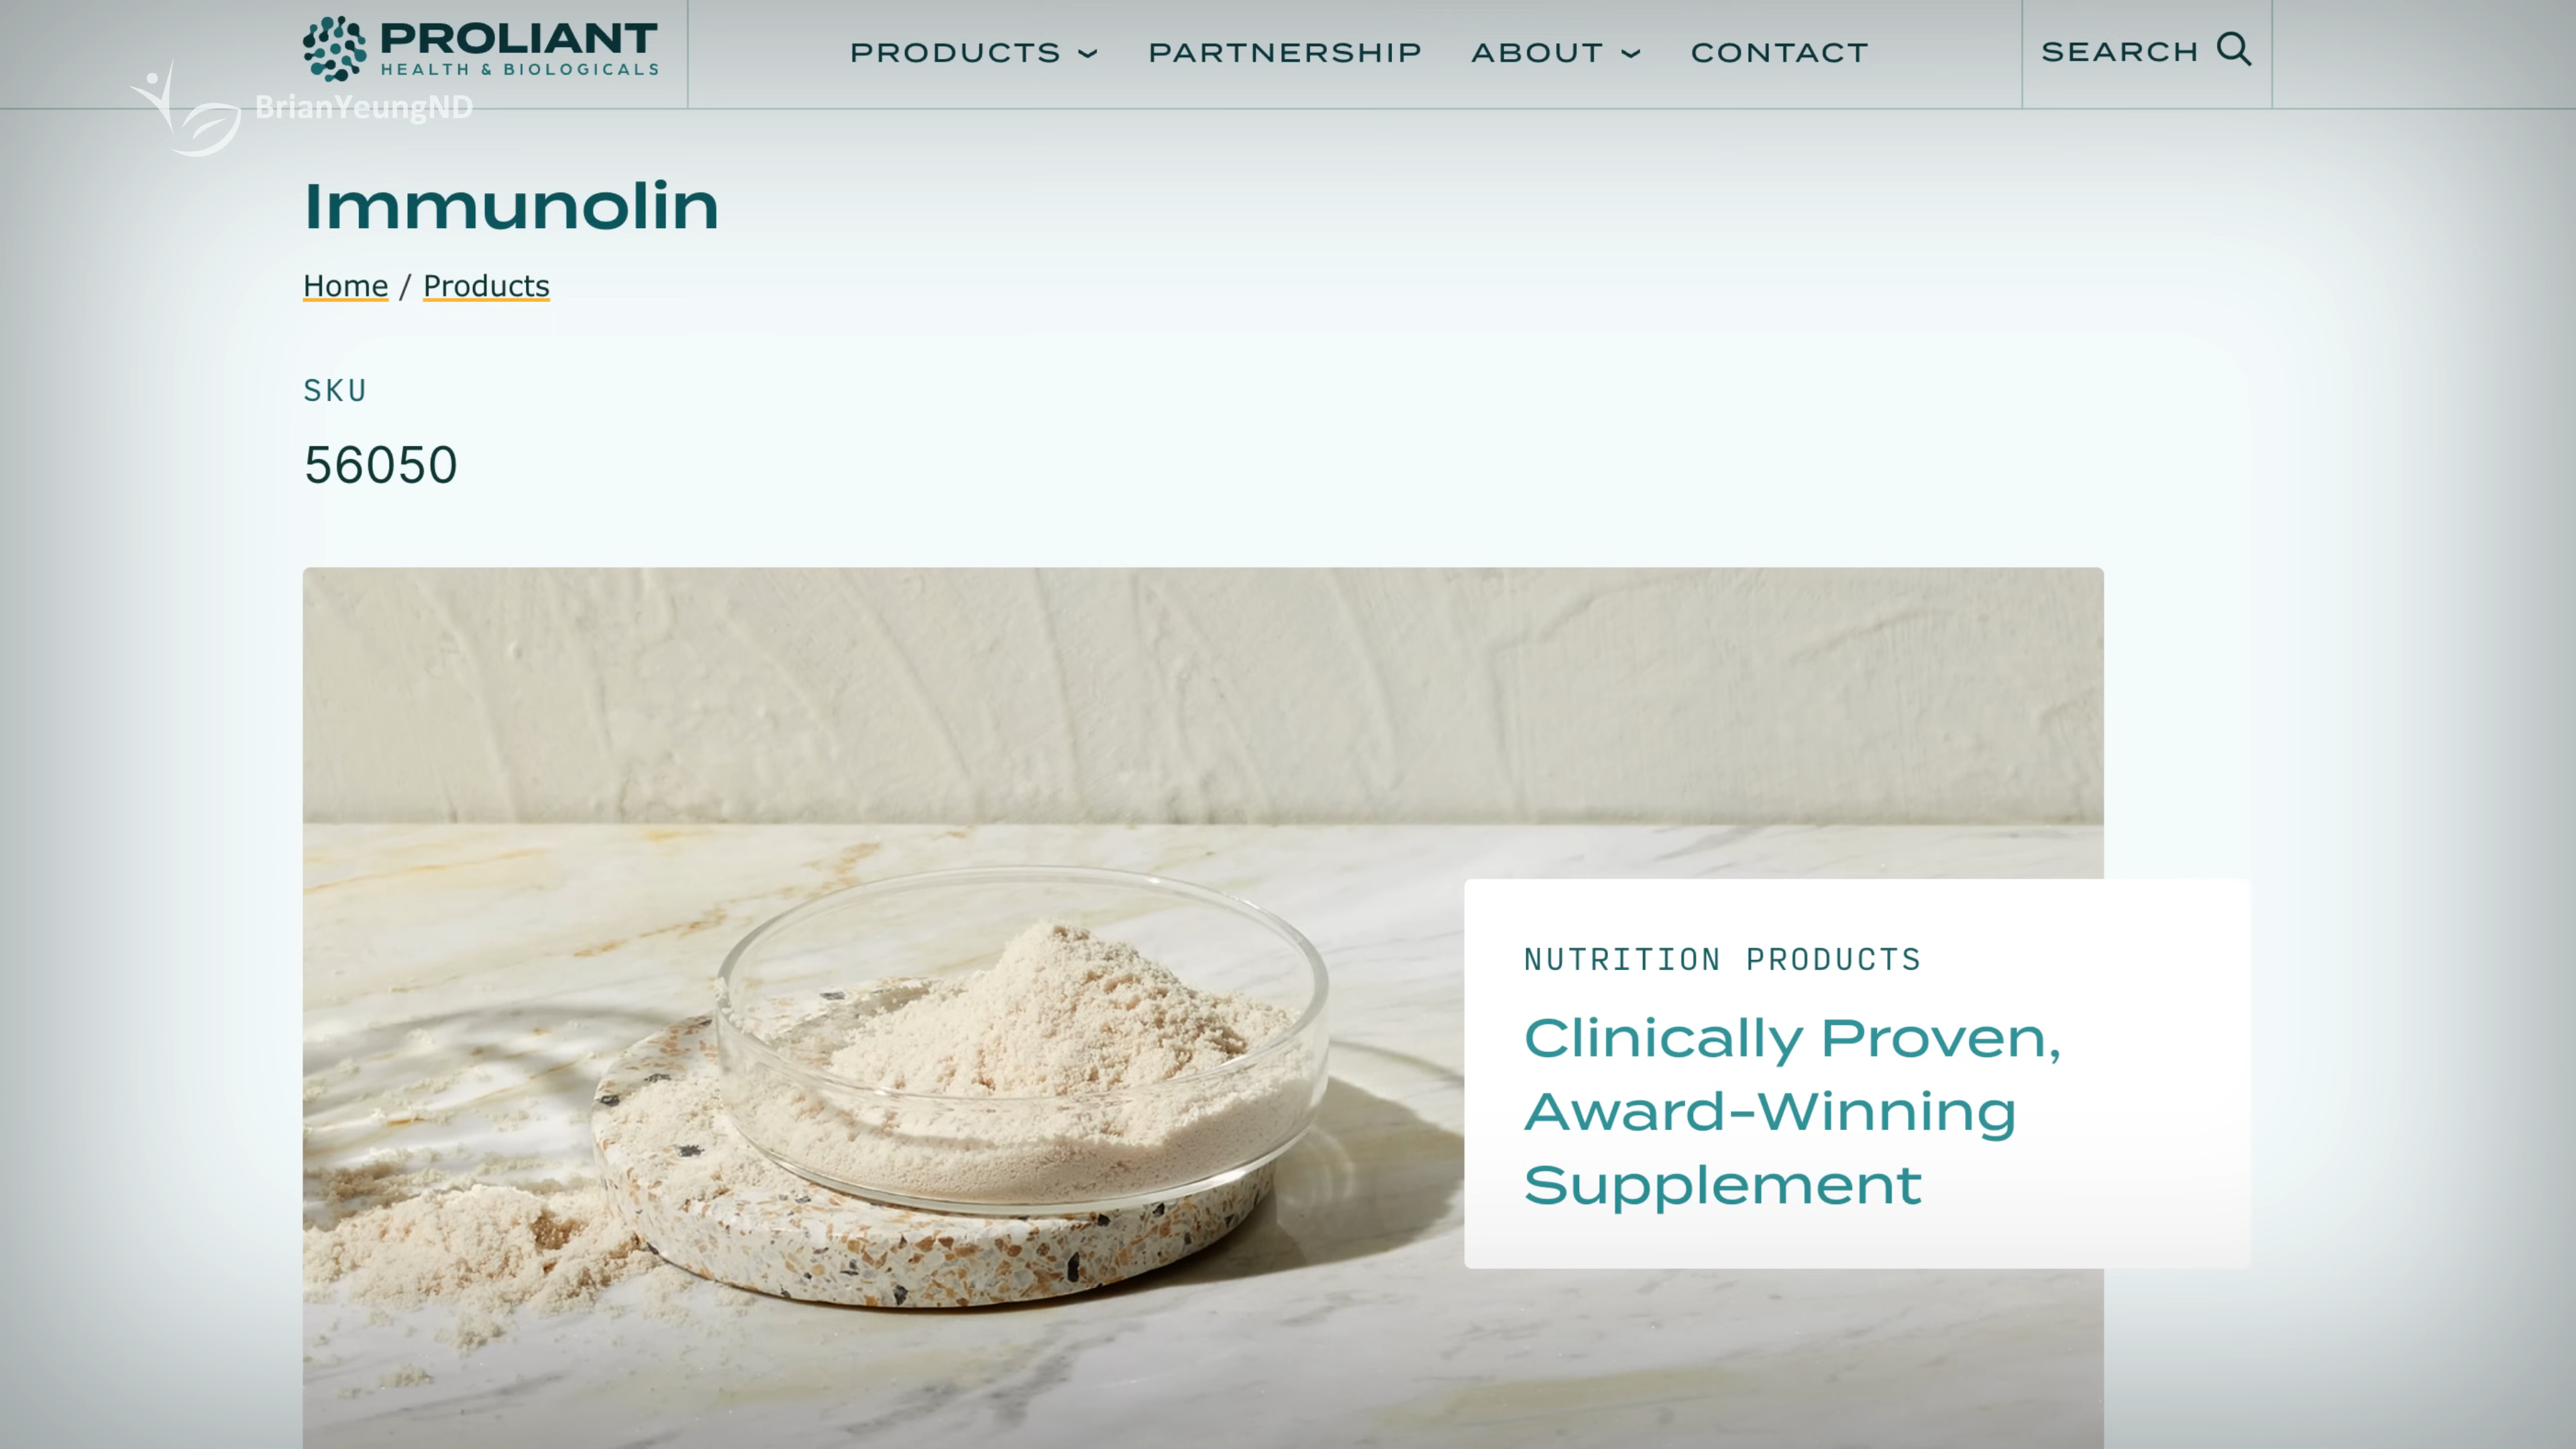 PROLIANT
HEALTH & BIOLOGICALS
PRODUCTS PARTNERSHIP ABOUT CONTACT
SEARCH
BrianYeungND
Immunolin
Home / Products
SKU
56050
NUTRITION PRODUCTS
Clinically Proven,
Award-Winning
Supplement